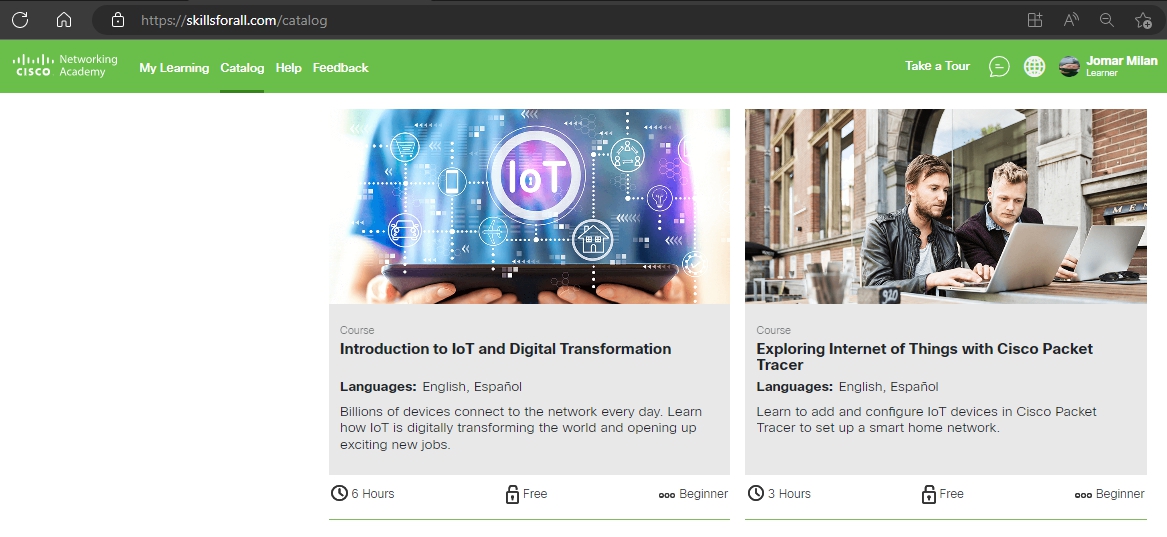 https://skillsforall.com/catalog
CISCO Networking Academy
My Learning Catalog Help Feedback
Take a Tour
Jomar Milan
Learner
IoT
MEN
Course
Introduction to IoT and Digital Transformation
Languages: English, Español
Billions of devices connect to the network every day. Learn
how IoT is digitally transforming the world and opening up
exciting new jobs.
6 Hours Free Beginner
Course
Exploring Internet of Things with Cisco Packet
Tracer
Languages: English, Español
Learn to add and configure IoT devices in Cisco Packet
Tracer to set up a smart home network.
3 Hours Free Beginner